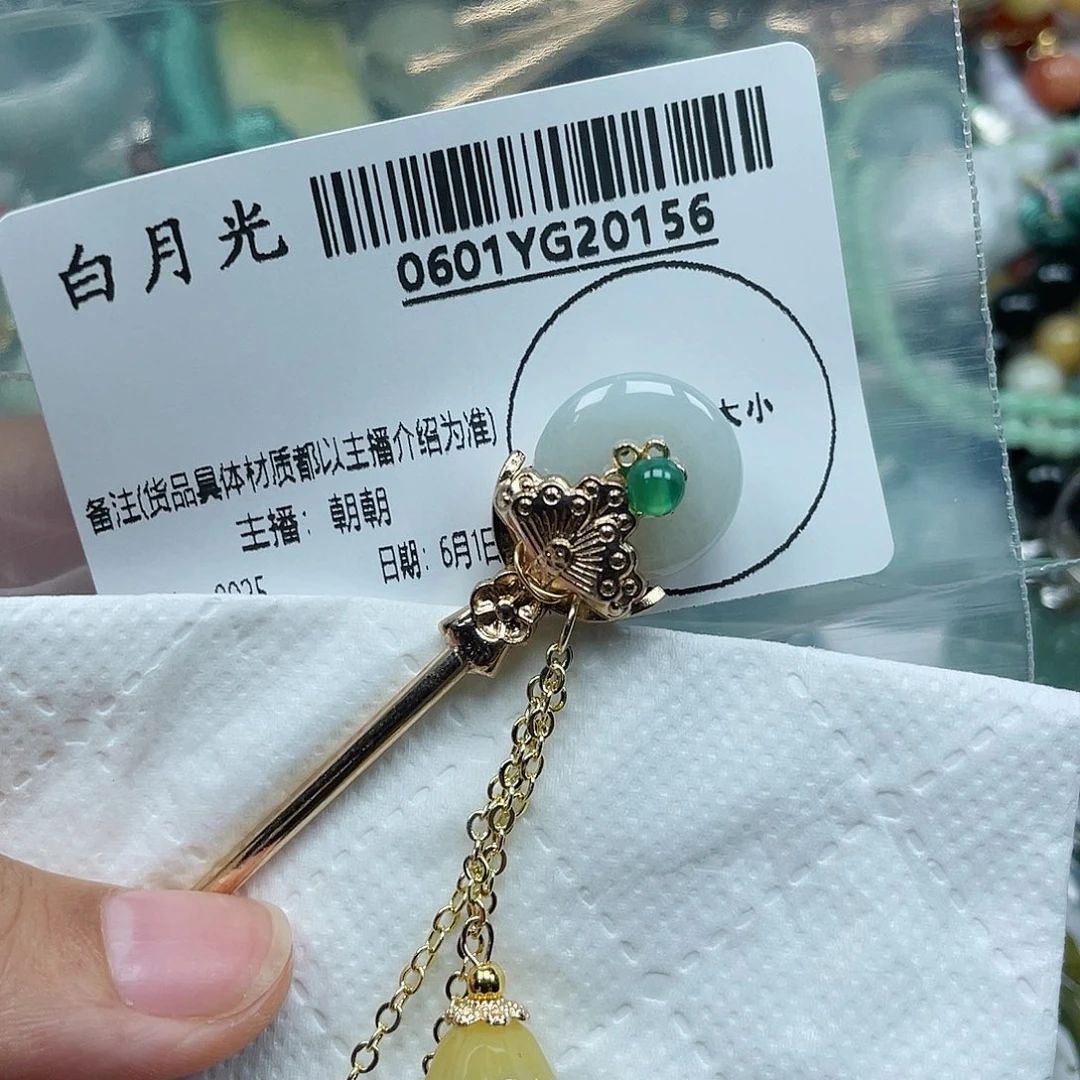 白月光
0601YG20156
大小
备注(货品具体材质都以主播介绍为准)
主播：朝朝
日期：6月1日
2025